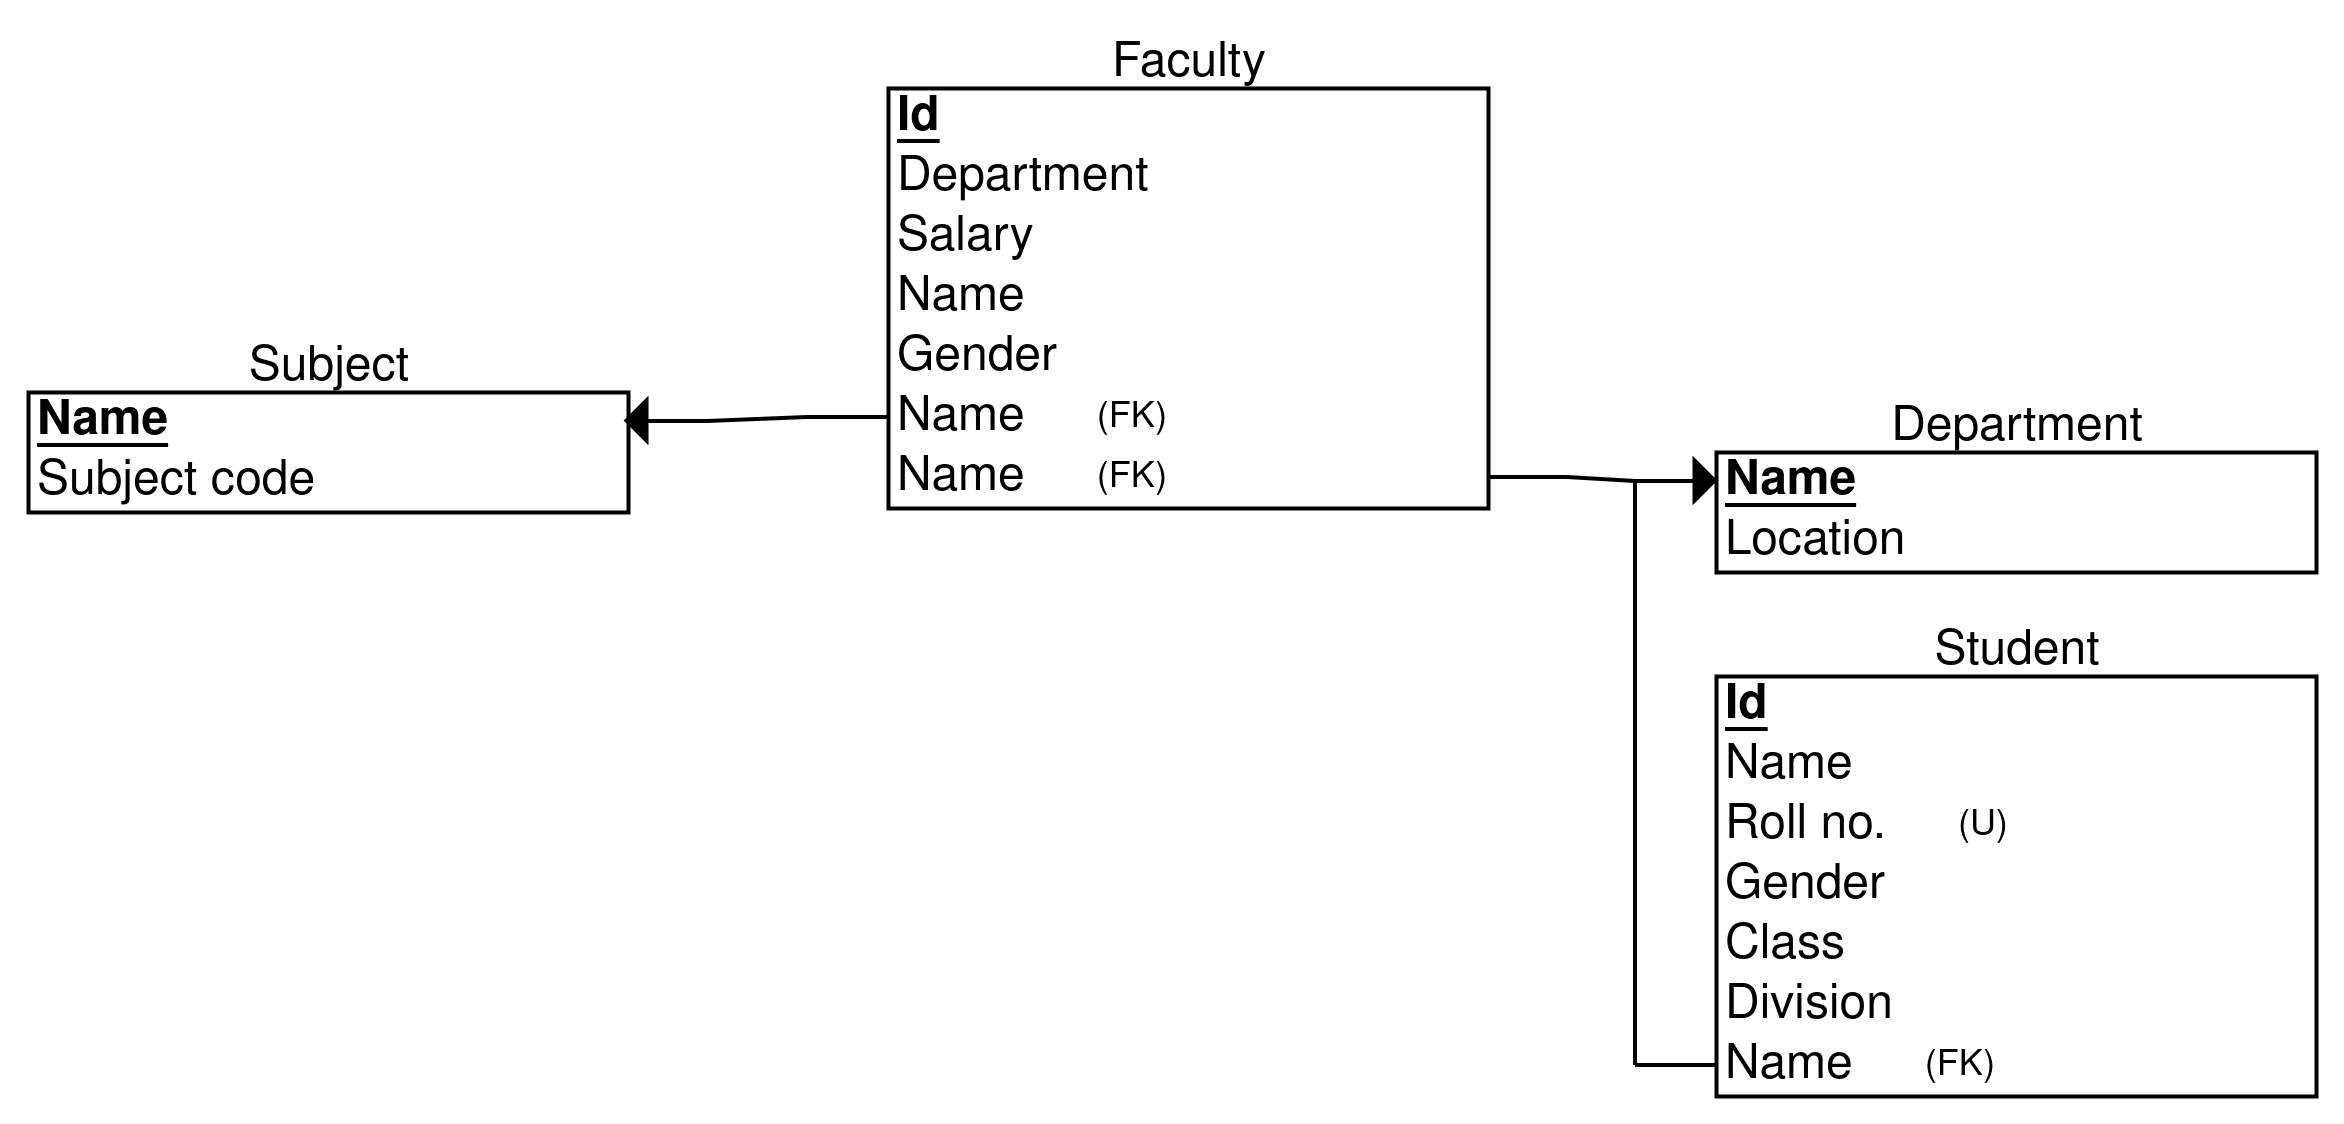 Faculty
Id
Department
Salary
Name
Gender
Name (FK)
Name (FK)
Subject
Name
Subject code
Department
Name
Location
Student
Id
Name
Roll no. (U)
Gender
Class
Division
Name (FK)